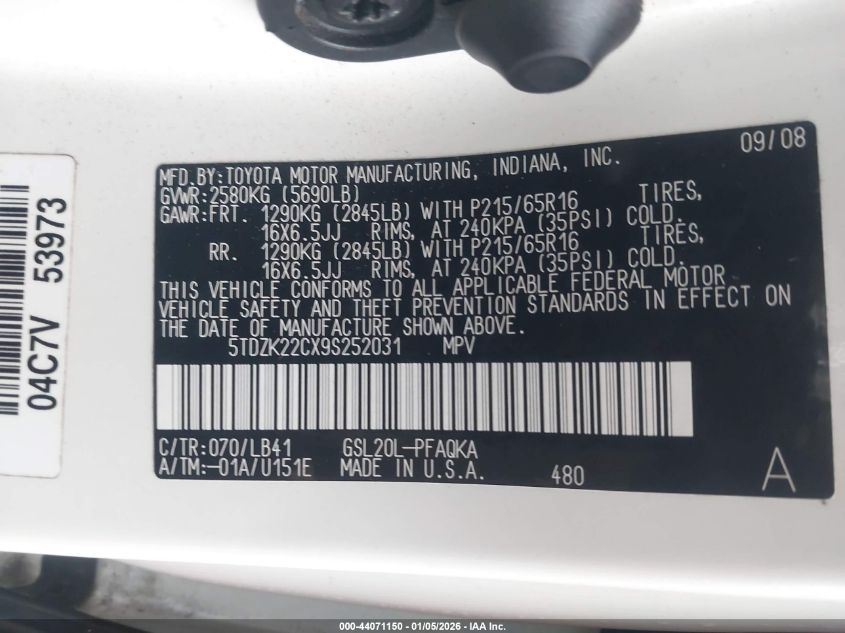 04C7V 53973
09/08
MFD.BY:TOYOTA MOTOR MANUFACTURING, INDIANA, INC.
GVWR:2580KG (5690LB)
GAWR:FRT. 1290KG (2845LB) WITH P215/65R16 TIRES,
16X6.5JJ RIMS, AT 240KPA (35PSI) COLD.
RR. 1290KG (2845LB) WITH P215/65R16 TIRES,
16X6.5JJ RIMS, AT 240KPA (35PSI) COLD.
THIS VEHICLE CONFORMS TO ALL APPLICABLE FEDERAL MOTOR
VEHICLE SAFETY AND THEFT PREVENTION STANDARDS IN EFFECT ON
THE DATE OF MANUFACTURE SHOWN ABOVE.
5TDZK22CX9S252031 MPV
C/TR:070/LB41 GSL20L-PFAQKA
A/TM:-01A/U151E MADE IN U.S.A. 480 A
000-44071150 - 01/05/2026 - IAA Inc.